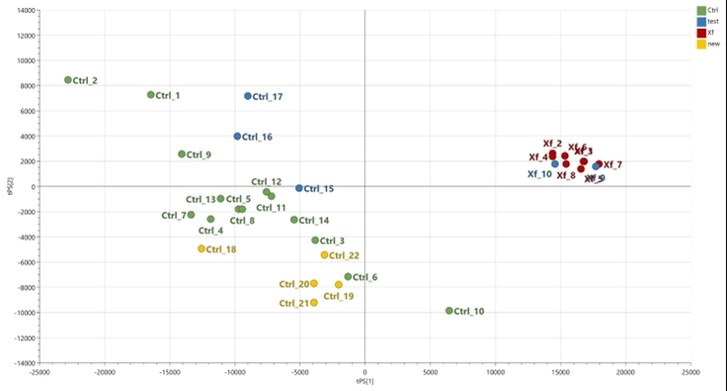 14000
12000
10000
8000
6000
4000
2000
0
-2000
-4000
-6000
-8000
-10000
-12000
-14000
-25000
-20000
-15000
-10000
-5000
0
5000
10000
15000
20000
25000
tPS[2]
tPS[1]
Ctrl
test
Xf
new
Ctrl_2
Ctrl_1
Ctrl_17
Ctrl_16
Ctrl_9
Ctrl_12
Ctrl_15
Ctrl_13
Ctrl_5
Ctrl_11
Ctrl_7
Ctrl_8
Ctrl_14
Ctrl_4
Ctrl_3
Ctrl_18
Ctrl_22
Ctrl_6
Ctrl_20
Ctrl_19
Ctrl_21
Ctrl_10
Xf_2
Xf_4
Xf_7
Xf_10
Xf_8